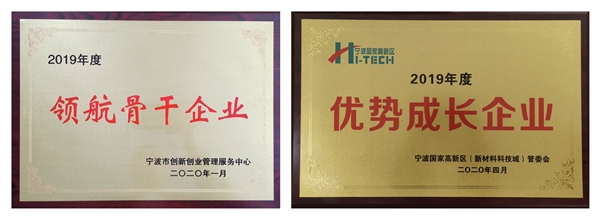 2019年度
领航骨干企业
宁波市创新创业管理服务中心
二〇二〇年一月
宁波国家高新区
HI-TECH
2019年度
优势成长企业
宁波国家高新区（新材料科技城）管委会
二〇二〇年四月